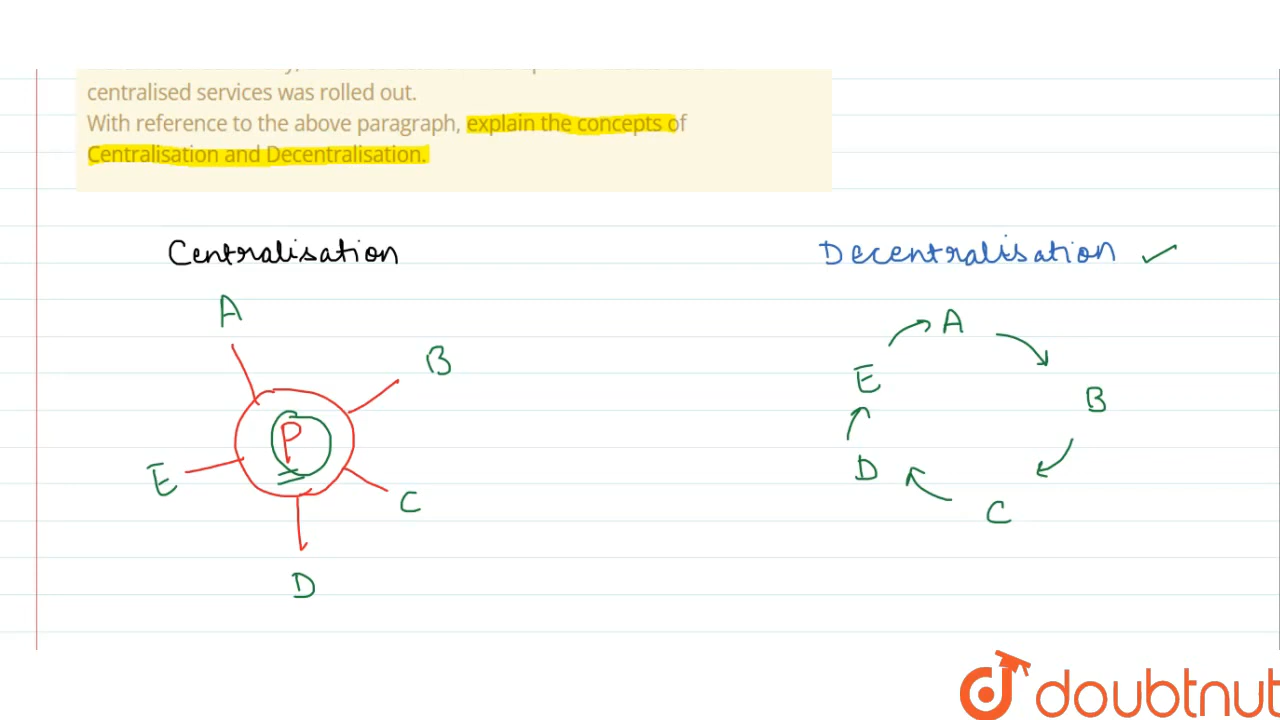 centralised services was rolled out.
With reference to the above paragraph, explain the concepts of
Centralisation and Decentralisation.
Centralisation
Decentralisation
A
B
P
E
C
D
A
E
B
D
C
doubtnut